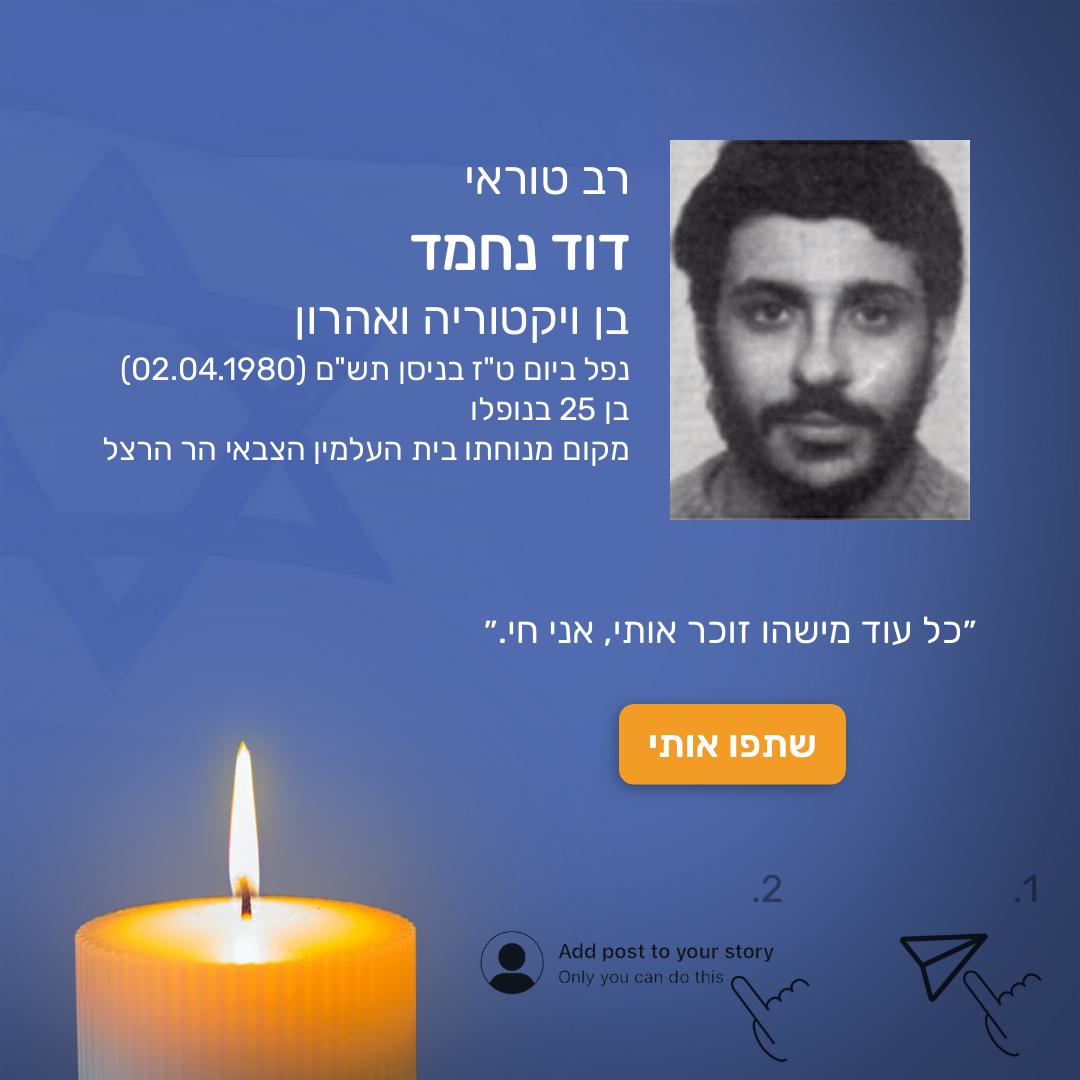 רב טוראי
דוד נחמד
בן ויקטוריה ואהרון
נפל ביום ט"ז בניסן תש"ם (02.04.1980)
בן 25 בנופלו
מקום מנוחתו בית העלמין הצבאי הר הרצל
״כל עוד מישהו זוכר אותי, אני חי.״
שתפו אותי
.1
.2
Add post to your story
Only you can do this